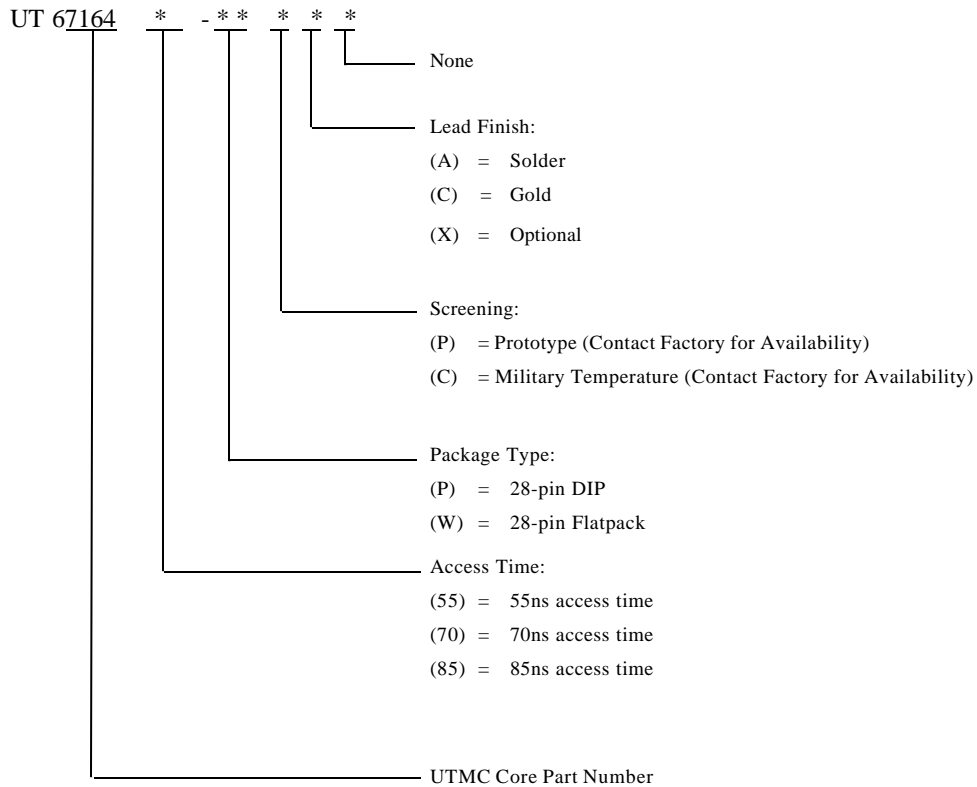 UT 67164 * - * * * * *
None
Lead Finish:
(A) = Solder
(C) = Gold
(X) = Optional
Screening:
(P) = Prototype (Contact Factory for Availability)
(C) = Military Temperature (Contact Factory for Availability)
Package Type:
(P) = 28-pin DIP
(W) = 28-pin Flatpack
Access Time:
(55) = 55ns access time
(70) = 70ns access time
(85) = 85ns access time
UTMC Core Part Number